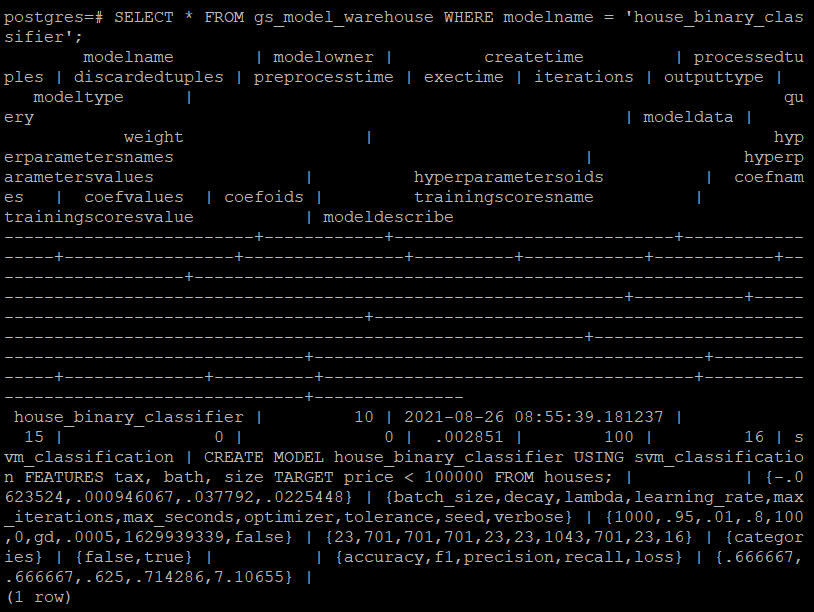 postgres=# SELECT * FROM gs_model_warehouse WHERE modelname = 'house_binary_clas
sifier';
        modelname        | modelowner |         createtime         | processedtu
ples | discardedtuples | preprocesstime | exectime | iterations | outputtype |
   modeltype      |                                                           qu
ery                                                           | modeldata |
            weight                  |                                        hyp
erparametersnames                                         |               hyperp
arametersvalues               |          hyperparametersoids          |  coefnam
es   |  coefvalues  | coefoids |         trainingscoresname          |
trainingscoresvalue           | modeldescribe
-------------------------+------------+----------------------------+------------
-----+-----------------+----------------+----------+------------+------------+--
------------------+-------------------------------------------------------------
--------------------------------------------------------------+-----------+-----
------------------------------------+-------------------------------------------
----------------------------------------------------------+---------------------
------------------------------+---------------------------------------+---------
-----+--------------+----------+-------------------------------------+----------
------------------------------+---------------
 house_binary_classifier |         10 | 2021-08-26 08:55:39.181237 |
  15 |               0 |              0 |  .002851 |        100 |         16 | s
vm_classification | CREATE MODEL house_binary_classifier USING svm_classificatio
n FEATURES tax, bath, size TARGET price < 100000 FROM houses; |           | {-.0
623524,.000946067,.037792,.0225448} | {batch_size,decay,lambda,learning_rate,max
_iterations,max_seconds,optimizer,tolerance,seed,verbose} | {1000,.95,.01,.8,100
,0,gd,.0005,1629939339,false} | {23,701,701,701,23,23,1043,701,23,16} | {categor
ies} | {false,true} |          | {accuracy,f1,precision,recall,loss} | {.666667,
.666667,.625,.714286,7.10655} |
(1 row)